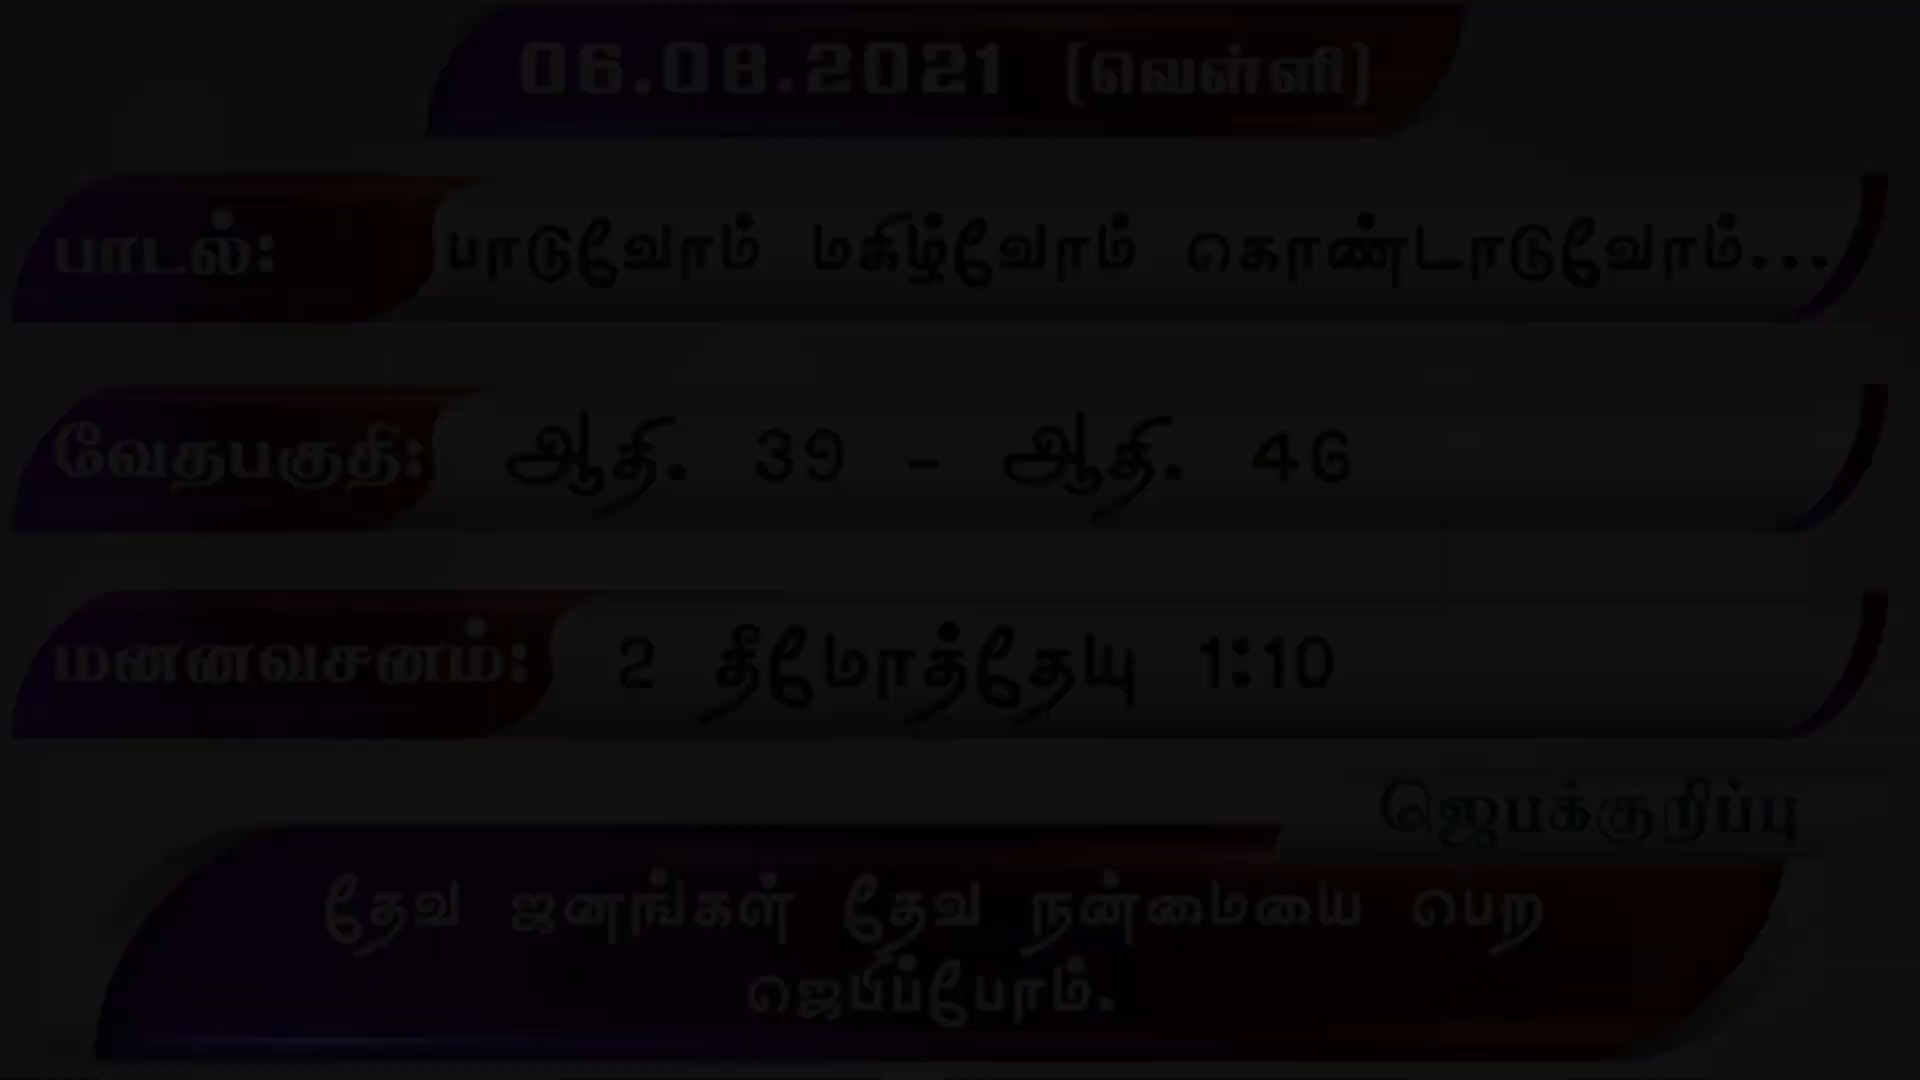 06.08.2021 (வெள்ளி)
பாடல்: பாடுவோம் மகிழ்வோம் கொண்டாடுவோம்...
வேதபகுதி: ஆதி. 39 - ஆதி. 46
மனனவசனம்: 2 தீமோத்தேயு 1:10
ஜெபக்குறிப்பு
தேவ ஜனங்கள் தேவ நன்மையை பெற
ஜெபிப்போம்.